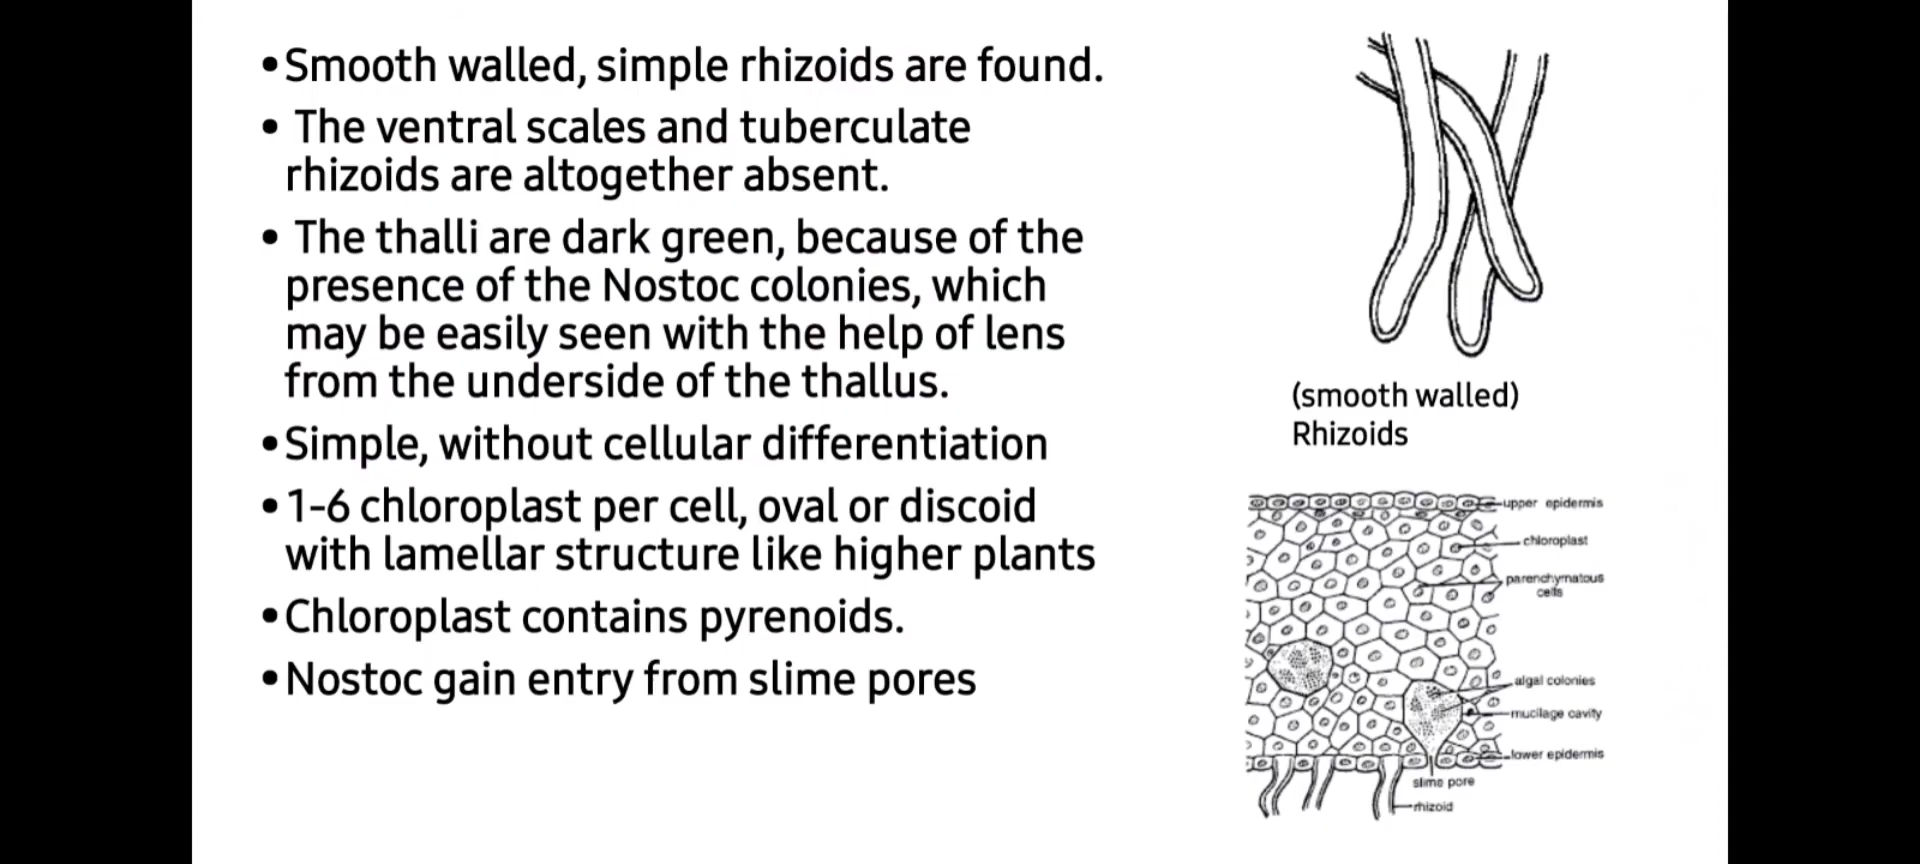 •Smooth walled, simple rhizoids are found.
• The ventral scales and tuberculate
rhizoids are altogether absent.
• The thalli are dark green, because of the
presence of the Nostoc colonies, which
may be easily seen with the help of lens
from the underside of the thallus.
•Simple, without cellular differentiation
•1-6 chloroplast per cell, oval or discoid
with lamellar structure like higher plants
•Chloroplast contains pyrenoids.
•Nostoc gain entry from slime pores
(smooth walled)
Rhizoids
upper epidermis
chloroplast
parenchymatous
cells
algal colonies
mucilage cavity
lower epidermis
slime pore
rhizoid